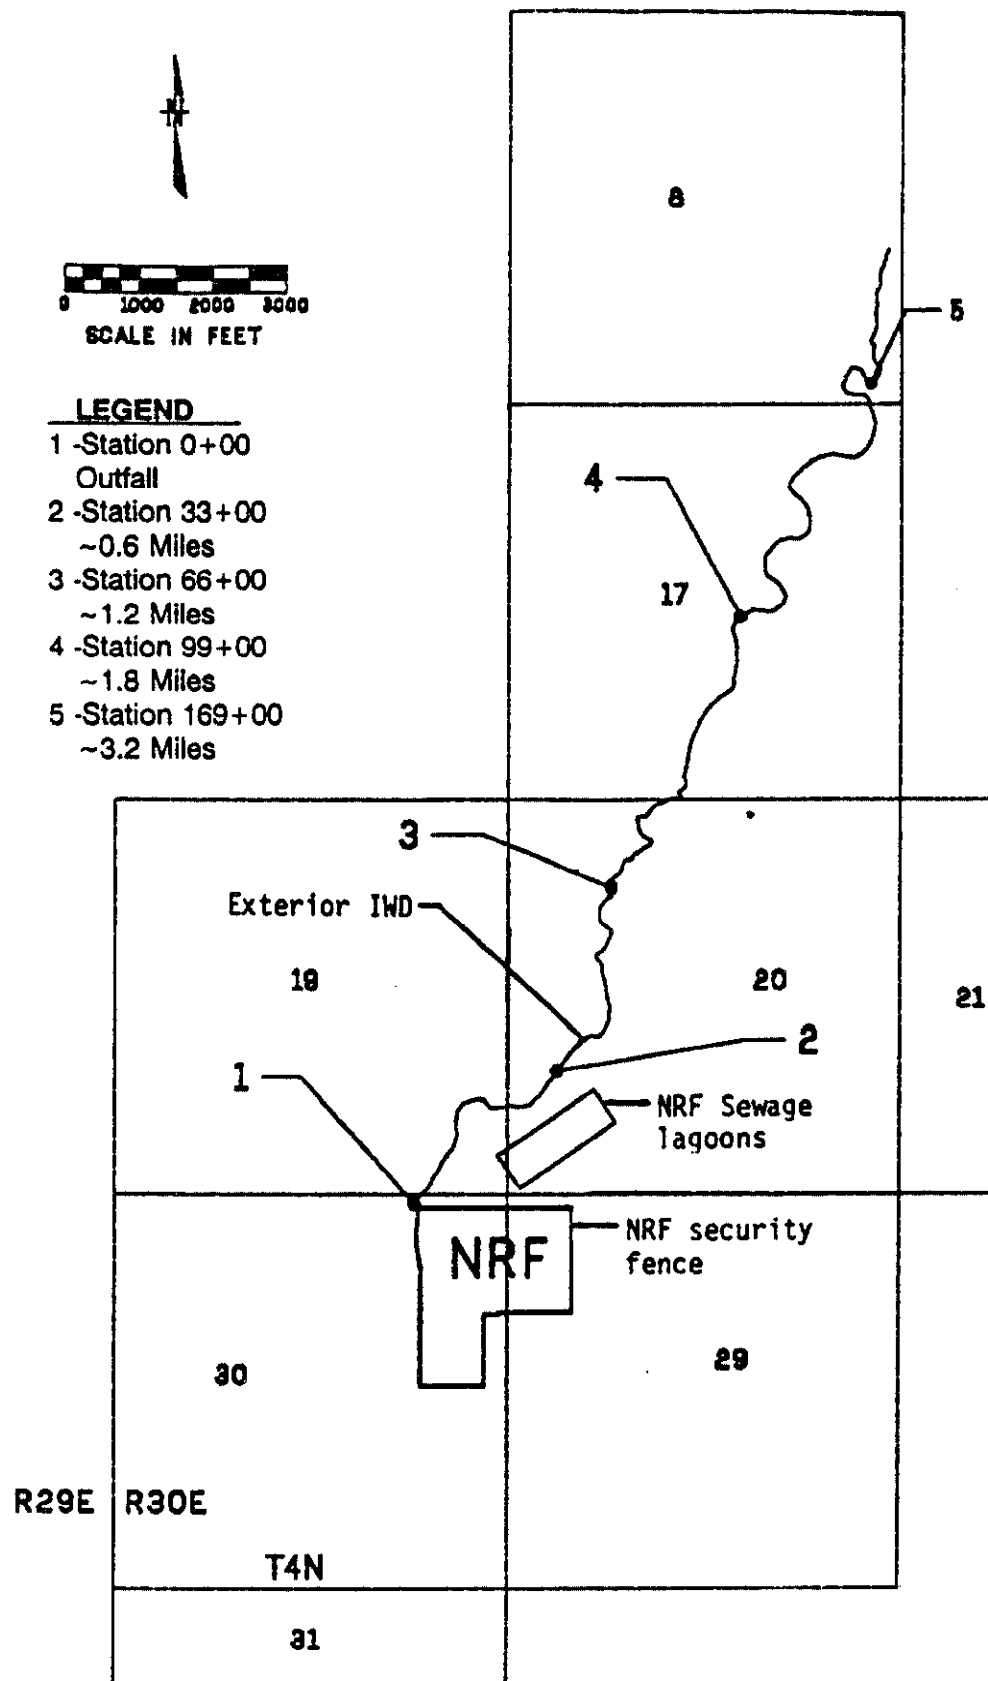 N
8
0 1000 2000 3000
SCALE IN FEET
5
LEGEND
1 -Station 0+00
Outfall
2 -Station 33+00
~0.6 Miles
3 -Station 66+00
~1.2 Miles
4 -Station 99+00
~1.8 Miles
5 -Station 169+00
~3.2 Miles
4
17
3
Exterior IWD
19
20
21
2
1
NRF Sewage
lagoons
NRF
NRF security
fence
30
29
R29E
R30E
T4N
31